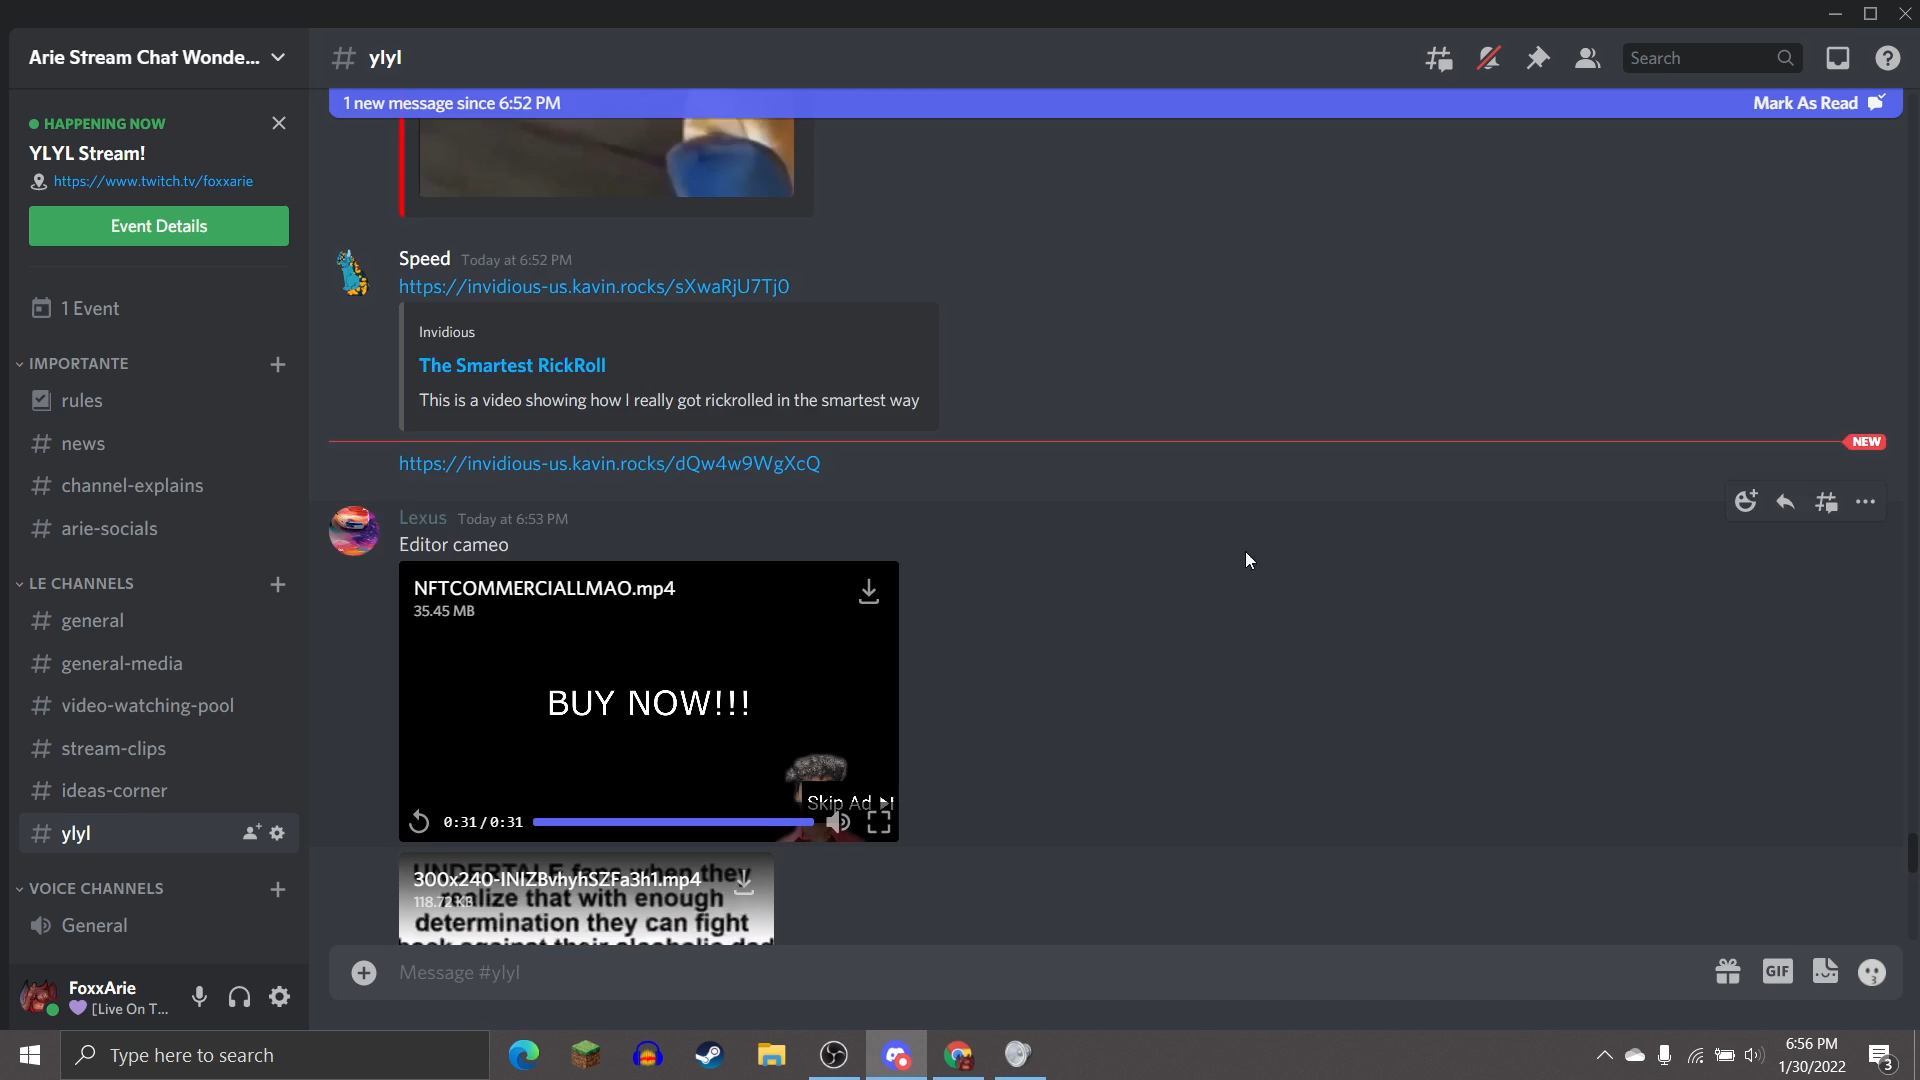 Arie Stream Chat Wonde...
ylyl
Search
HAPPENING NOW
YLYL Stream!
https://www.twitch.tv/foxxarie
Event Details
1 Event
IMPORTANTE
rules
news
channel-explains
arie-socials
LE CHANNELS
general
general-media
video-watching-pool
stream-clips
ideas-corner
ylyl
VOICE CHANNELS
General
FoxxArie
[Live On T...
1 new message since 6:52 PM
Mark As Read
Speed Today at 6:52 PM
https://invidious-us.kavin.rocks/sXwaRjU7Tj0
Invidious
The Smartest RickRoll
This is a video showing how I really got rickrolled in the smartest way
NEW
https://invidious-us.kavin.rocks/dQw4w9WgXcQ
Lexus Today at 6:53 PM
Editor cameo
NFTCOMMERCIALLMAO.mp4
35.45 MB
BUY NOW!!!
Skip Ad
0:31/0:31
UNDERTALE fans when they
300x240-INIZBvhyhSZFa3h1.mp4
118.72 KB
realize that with enough
determination they can fight
back against their alcoholic dad
Message #ylyl
GIF
Type here to search
6:56 PM
1/30/2022
3